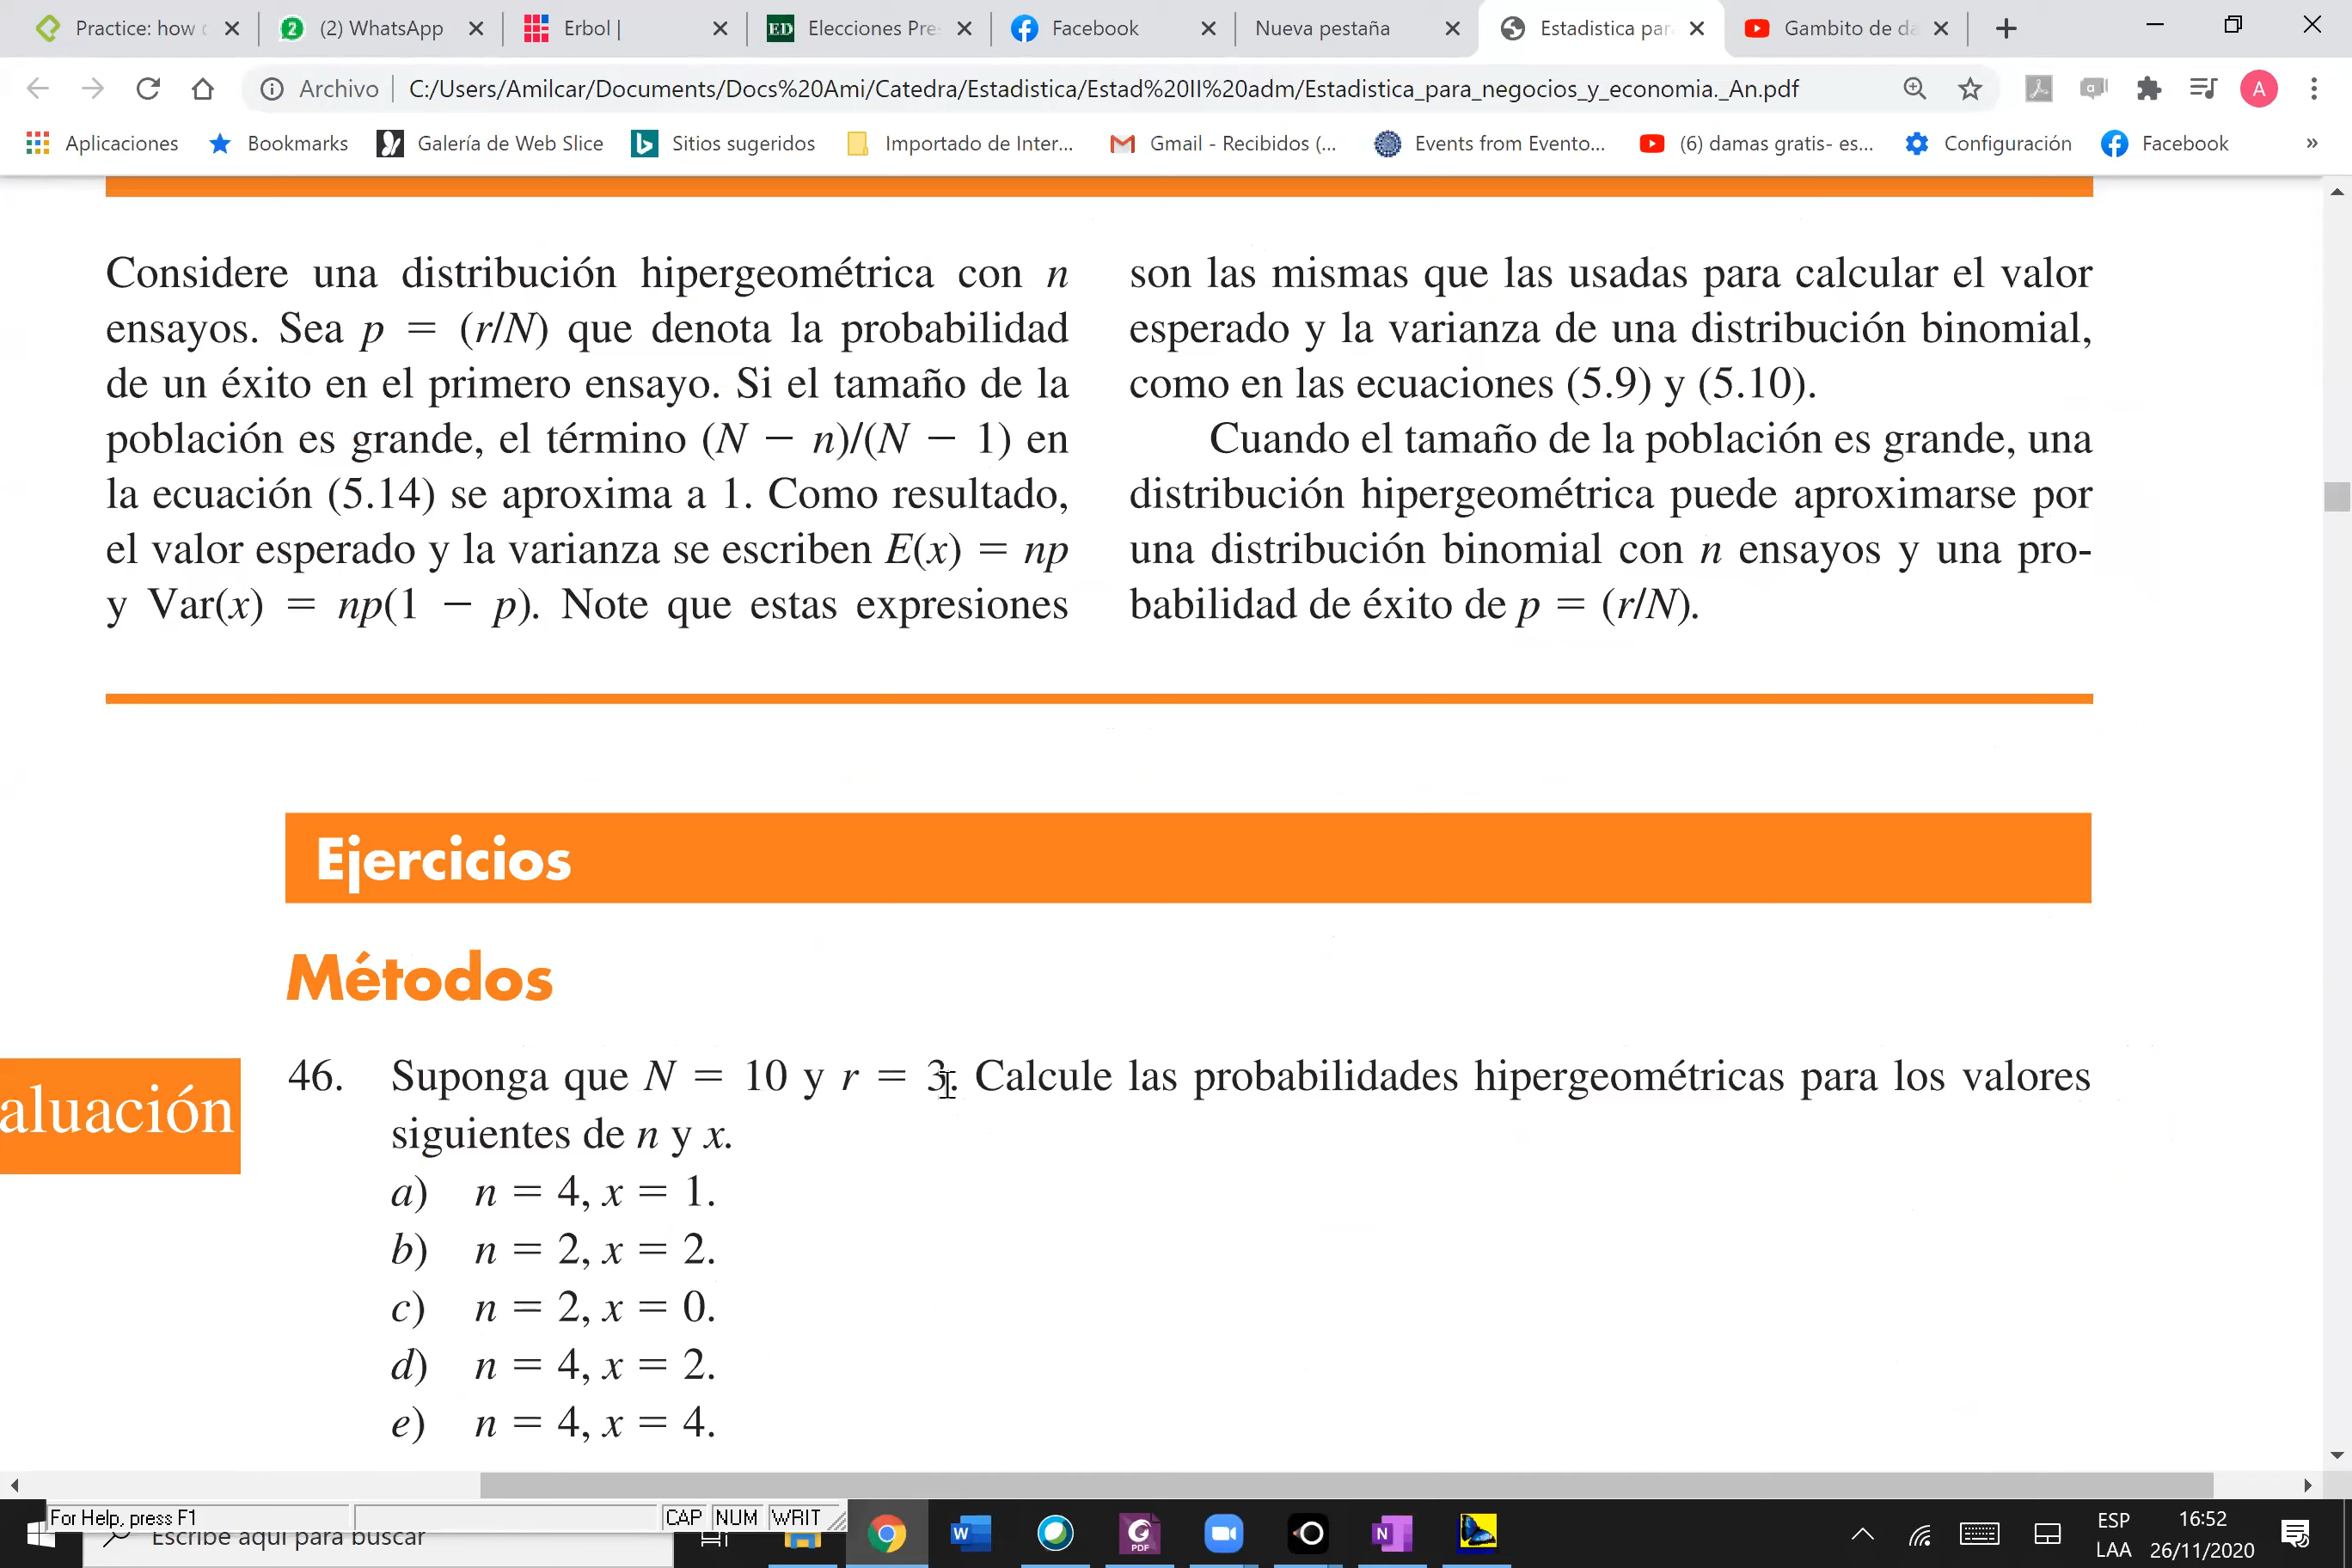 Practice: how
(2) WhatsApp
Erbol |
ED Elecciones Pre
Facebook
Nueva pestaña
Estadistica par
Gambito de da
Archivo
C:/Users/Amilcar/Documents/Docs%20Ami/Catedra/Estadistica/Estad%20II%20adm/Estadistica_para_negocios_y_economia._An.pdf
A
Aplicaciones
Bookmarks
Galería de Web Slice
Sitios sugeridos
Importado de Inter...
Gmail - Recibidos (...
Events from Evento...
(6) damas gratis- es...
Configuración
Facebook
»
Considere una distribución hipergeométrica con n
ensayos. Sea p = (r/N) que denota la probabilidad
de un éxito en el primero ensayo. Si el tamaño de la
población es grande, el término (N − n)/(N − 1) en
la ecuación (5.14) se aproxima a 1. Como resultado,
el valor esperado y la varianza se escriben E(x) = np
y Var(x) = np(1 − p). Note que estas expresiones
son las mismas que las usadas para calcular el valor
esperado y la varianza de una distribución binomial,
como en las ecuaciones (5.9) y (5.10).
Cuando el tamaño de la población es grande, una
distribución hipergeométrica puede aproximarse por
una distribución binomial con n ensayos y una pro-
babilidad de éxito de p = (r/N).
Ejercicios
Métodos
aluación
46. Suponga que N = 10 y r = 3. Calcule las probabilidades hipergeométricas para los valores
siguientes de n y x.
a) n = 4, x = 1.
b) n = 2, x = 2.
c) n = 2, x = 0.
d) n = 4, x = 2.
e) n = 4, x = 4.
For Help, press F1
CAP NUM WRIT
Escribe aquí para buscar
ESP
LAA
16:52
26/11/2020